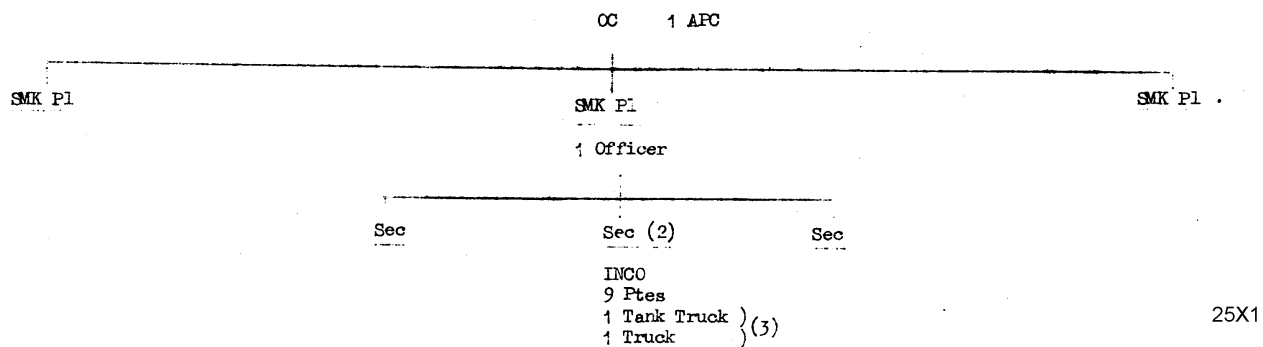 OC 1 APC
SMK Pl SMK Pl SMK Pl .
1 Officer
Sec Sec (2) Sec
INCO
9 Ptes
1 Tank Truck ) (3)
1 Truck )
25X1